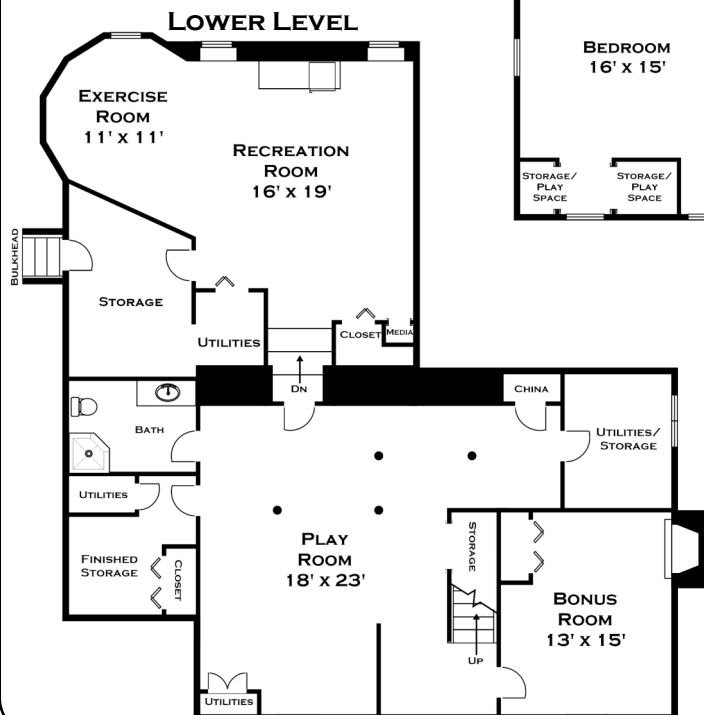 LOWER LEVEL
BEDROOM
16' X 15'
STORAGE/
PLAY
SPACE
STORAGE/
PLAY
SPACE
EXERCISE
ROOM
11' X 11'
RECREATION
ROOM
16' X 19'
BULKHEAD
STORAGE
UTILITIES
CLOSET
MEDIA
DN
CHINA
BATH
UTILITIES/
STORAGE
UTILITIES
STORAGE
PLAY
ROOM
18' X 23'
FINISHED
STORAGE
CLOSET
BONUS
ROOM
13' X 15'
UP
UTILITIES